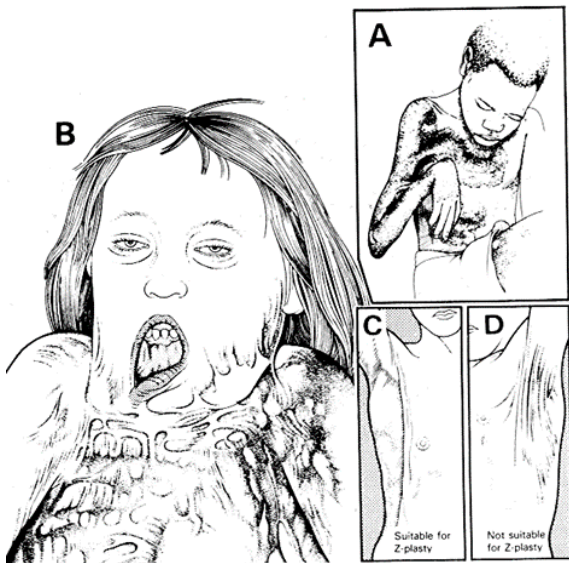 A
B
C
D
Suitable for
Z-plasty
Not suitable
for Z-plasty